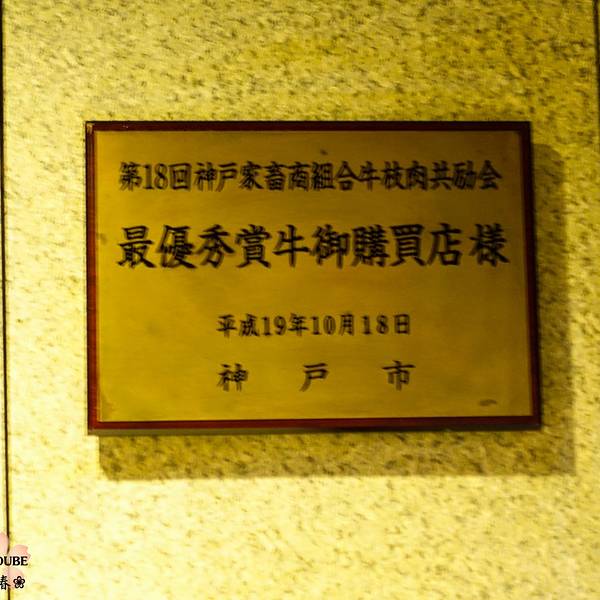 第18回神戸家畜商組合牛枝肉共励会
最優秀賞牛御購買店様
平成19年10月18日
神戸市
OUBE
春❀